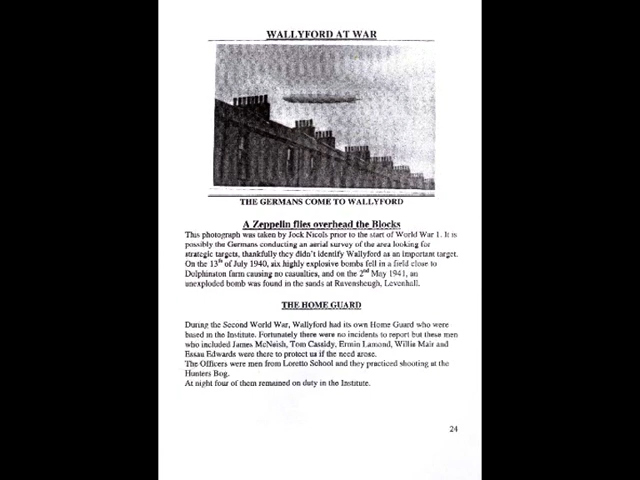 WALLYFORD AT WAR
THE GERMANS COME TO WALLYFORD
A Zeppelin flies overhead the Blocks
This photograph was taken by Jock Nicols prior to the start of World War 1. It is
possibly the Germans conducting an aerial survey of the area looking for
strategic targets, thankfully they didn't identify Wallyford as an important target.
On the 13th of July 1940, six highly explosive bombs fell in a field close to
Dolphinston farm causing no casualties, and on the 2nd May 1941, an
unexploded bomb was found in the sands at Ravensheugh, Levenhall.
THE HOME GUARD
During the Second World War, Wallyford had its own Home Guard who were
based in the Institute. Fortunately there were no incidents to report but these men
who included James McNeish, Tom Cassidy, Ermin Lamond, Willie Mair and
Essau Edwards were there to protect us if the need arose.
The Officers were men from Loretto School and they practiced shooting at the
Hunters Bog.
At night four of them remained on duty in the Institute.
24